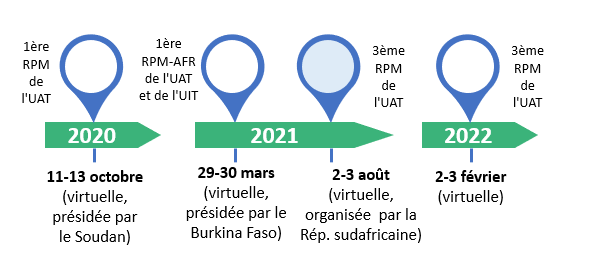 1ère
RPM
de
l'UAT
1ère
RPM-AFR
de l'UAT
et de l'UIT
3ème
RPM
de
l'UAT
3ème
RPM
de
l'UAT
2020
2021
2022
11-13 octobre
(virtuelle,
présidée par
le Soudan)
29-30 mars
(virtuelle,
présidée par le
Burkina Faso)
2-3 août
(virtuelle,
organisée par la
Rép. sudafricaine)
2-3 février
(virtuelle)